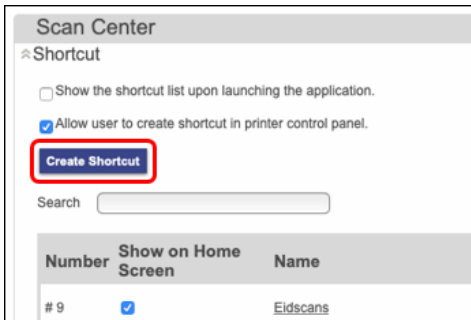 Scan Center
Shortcut
Show the shortcut list upon launching the application.
Allow user to create shortcut in printer control panel.
Create Shortcut
Search
Number Show on Home Screen Name
# 9 Eidscans